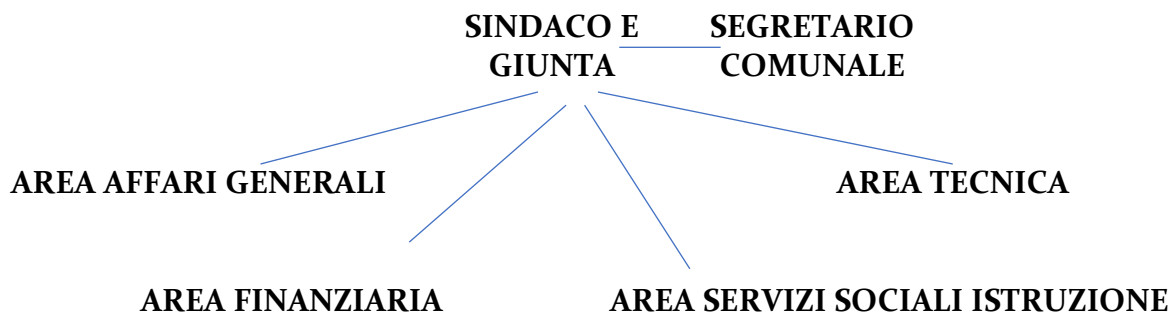 SINDACO E
GIUNTA
SEGRETARIO
COMUNALE
AREA AFFARI GENERALI
AREA TECNICA
AREA FINANZIARIA
AREA SERVIZI SOCIALI ISTRUZIONE